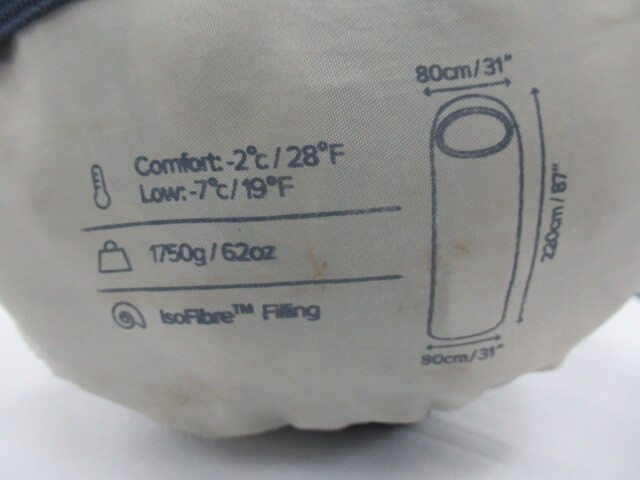 80cm/31"
Comfort: -2°c/28°F
Low: -7°c/19°F
220cm/87"
1750g/62oz
IsoFibre™ Filling
80cm/31"